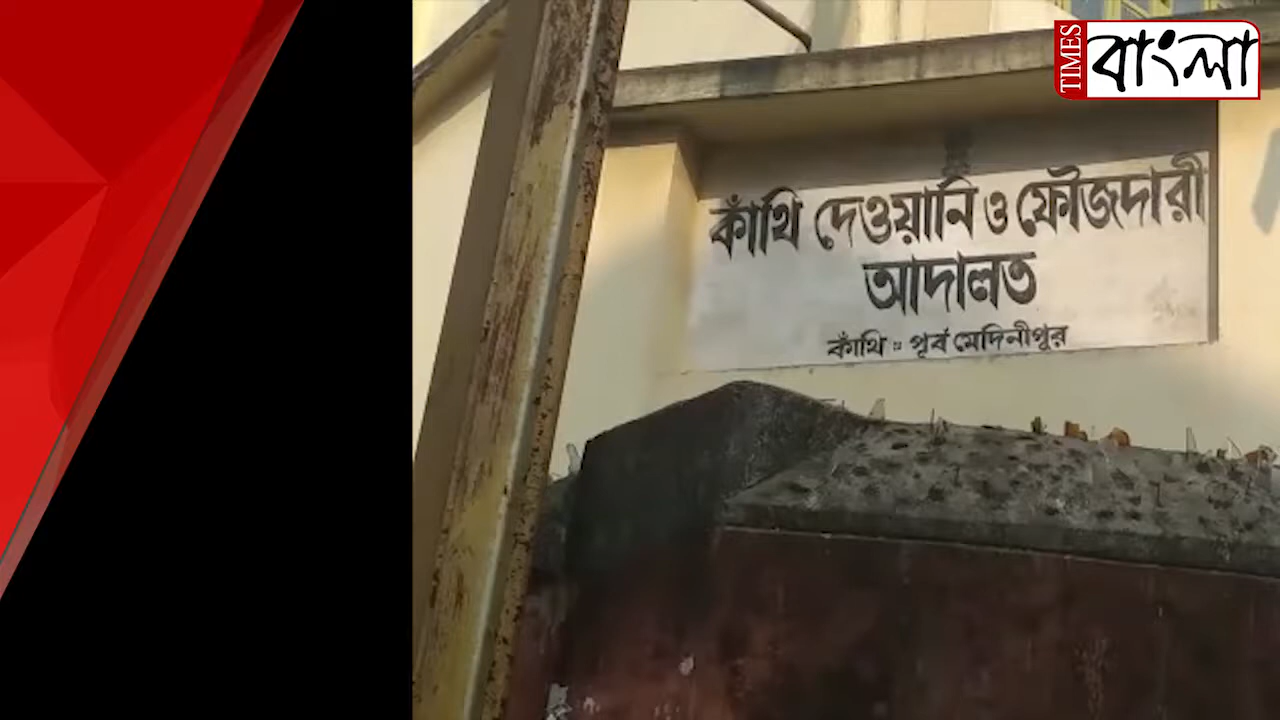 TIMES
বাংলা
কাঁথি দেওয়ানি ও ফৌজদারী
আদালত
কাঁথি ঃ পূর্ব মেদিনীপুর